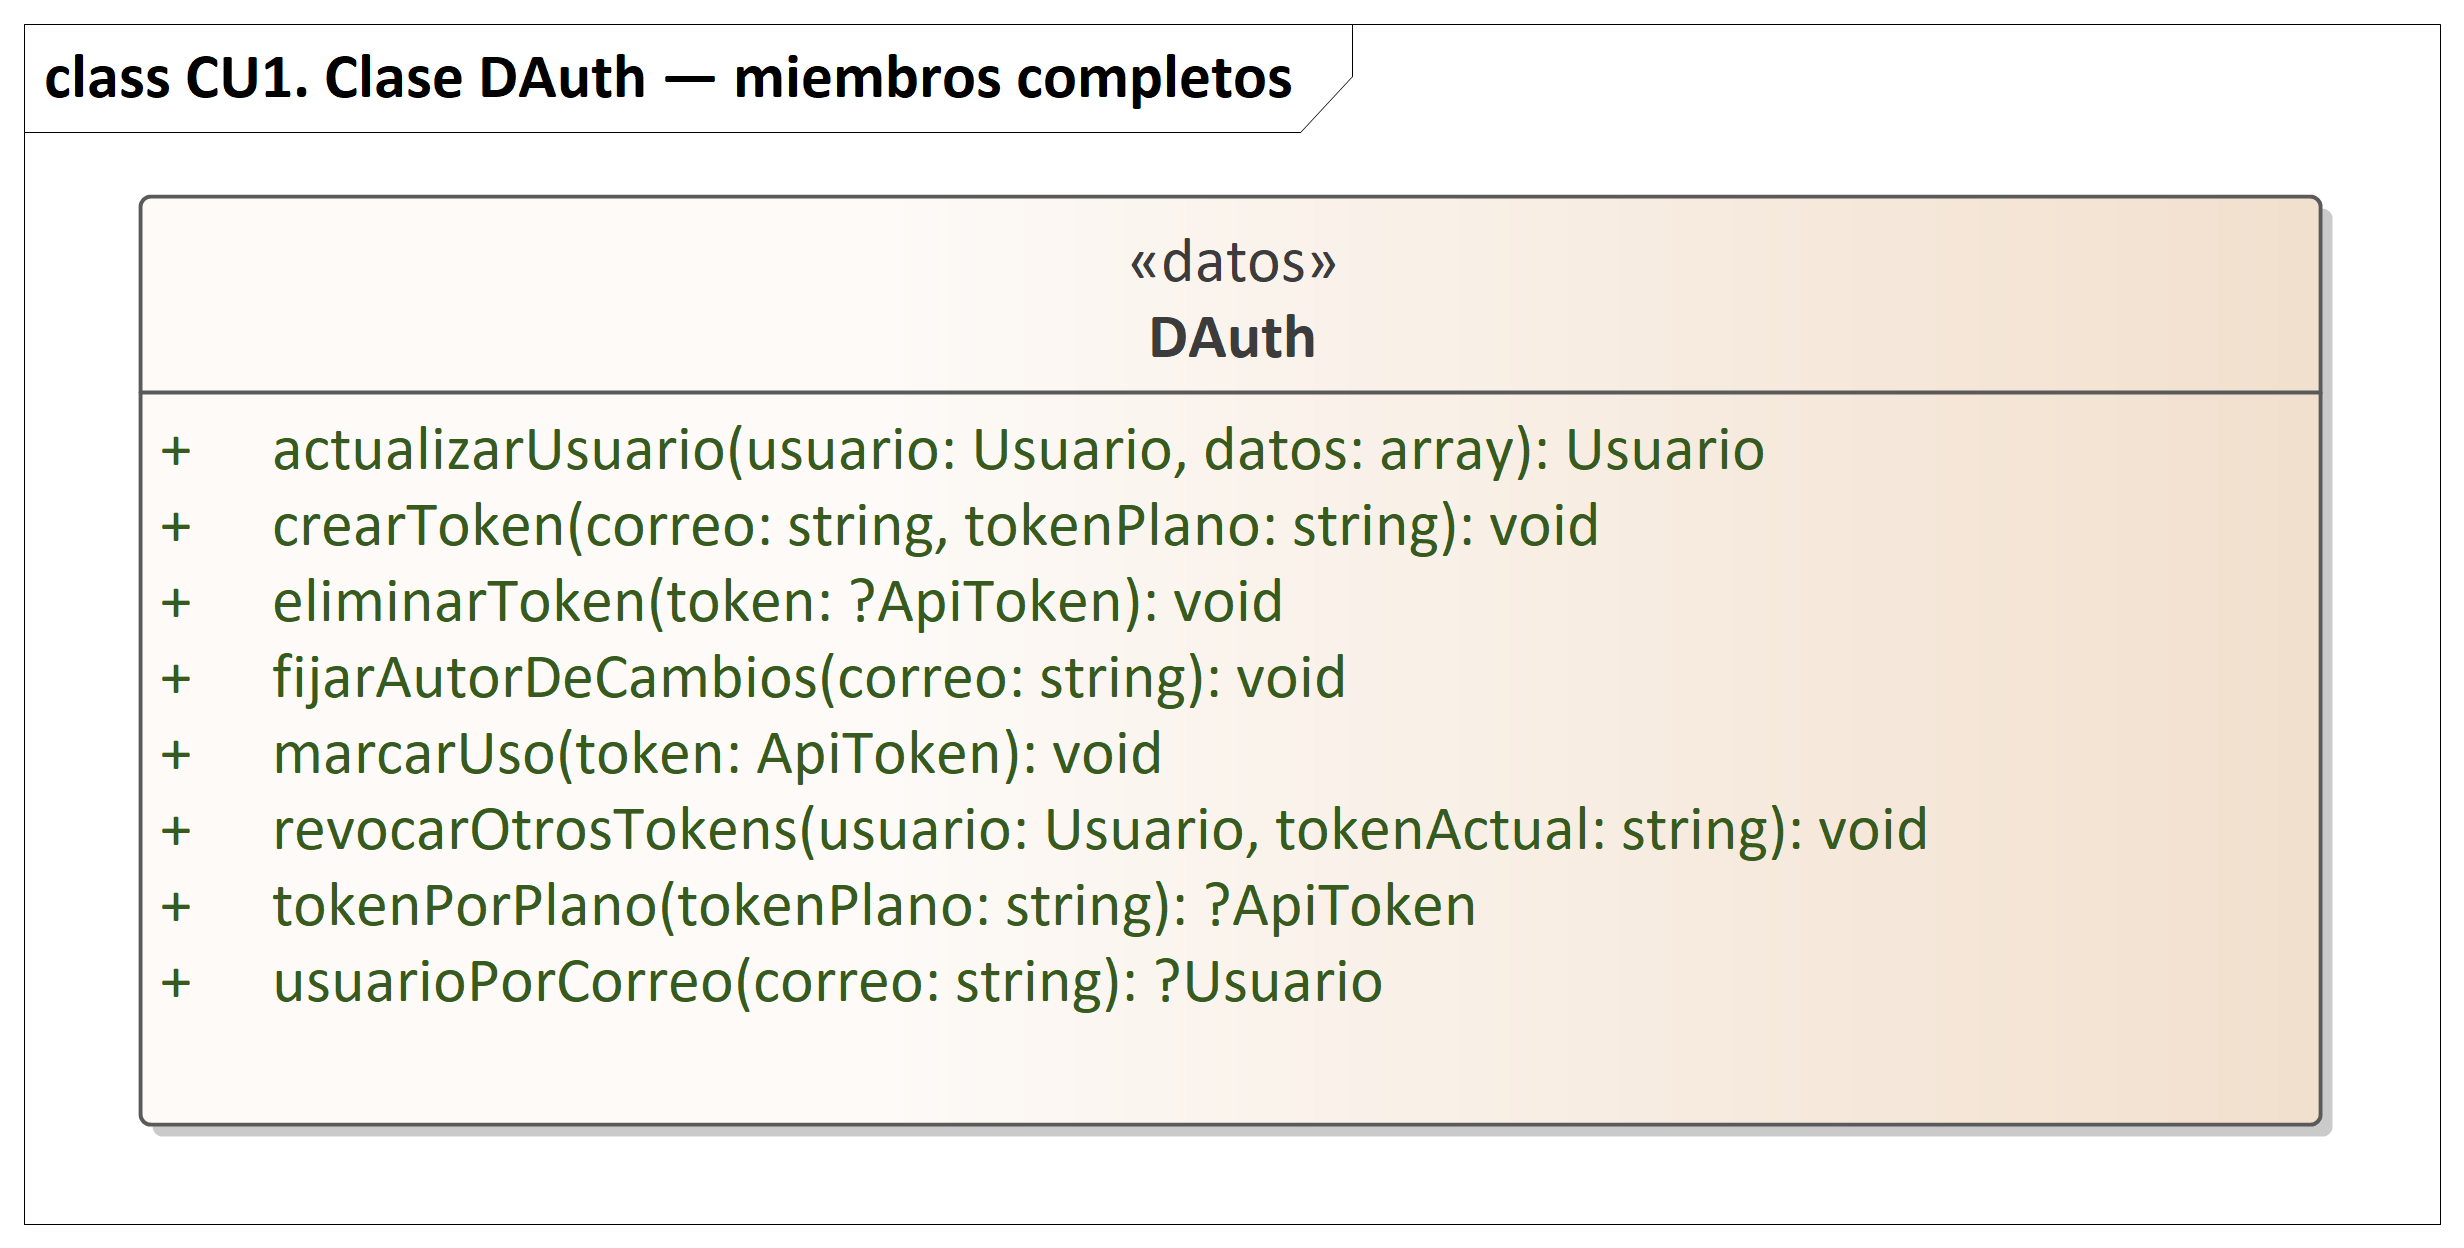 class CU1. Clase DAuth — miembros completos
«datos»
DAuth
+ actualizarUsuario(usuario: Usuario, datos: array): Usuario
+ crearToken(correo: string, tokenPlano: string): void
+ eliminarToken(token: ?ApiToken): void
+ fijarAutorDeCambios(correo: string): void
+ marcarUso(token: ApiToken): void
+ revocarOtrosTokens(usuario: Usuario, tokenActual: string): void
+ tokenPorPlano(tokenPlano: string): ?ApiToken
+ usuarioPorCorreo(correo: string): ?Usuario